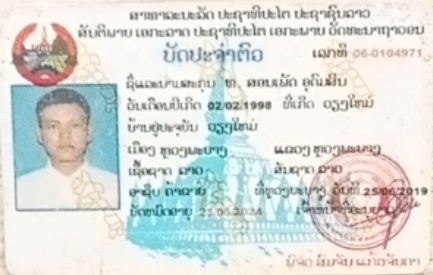 ສາທາລະນະລັດ ປະຊາທິປະໄຕ ປະຊາຊົນລາວ
ສັນຕິພາບ ເອກະລາດ ປະຊາທິປະໄຕ ເອກະພາບ ວັດທະນາຖາວອນ
ບັດປະຈຳຕົວ
ເລກທີ 06-0104971
ຊື່ແລະນາມສະກຸນ ທ. ສອນເພັດ ອຸດົມສິນ
ວັນເດືອນປີເກີດ 02.02.1998 ທີ່ເກີດ ວຽງໃໝ່
ບ້ານຢູ່ປະຈຸບັນ ວຽງໃໝ່
ເມືອງ ຫຼວງພະບາງ ແຂວງ ຫຼວງພະບາງ
ເຊື້ອຊາດ ລາວ ສັນຊາດ ລາວ
ອາຊີບ ຄ້າຂາຍ ທີ່ຫຼວງພະບາງ ວັນທີ 25/06/2019
ບັດໝົດອາຍຸ 25.06.2024